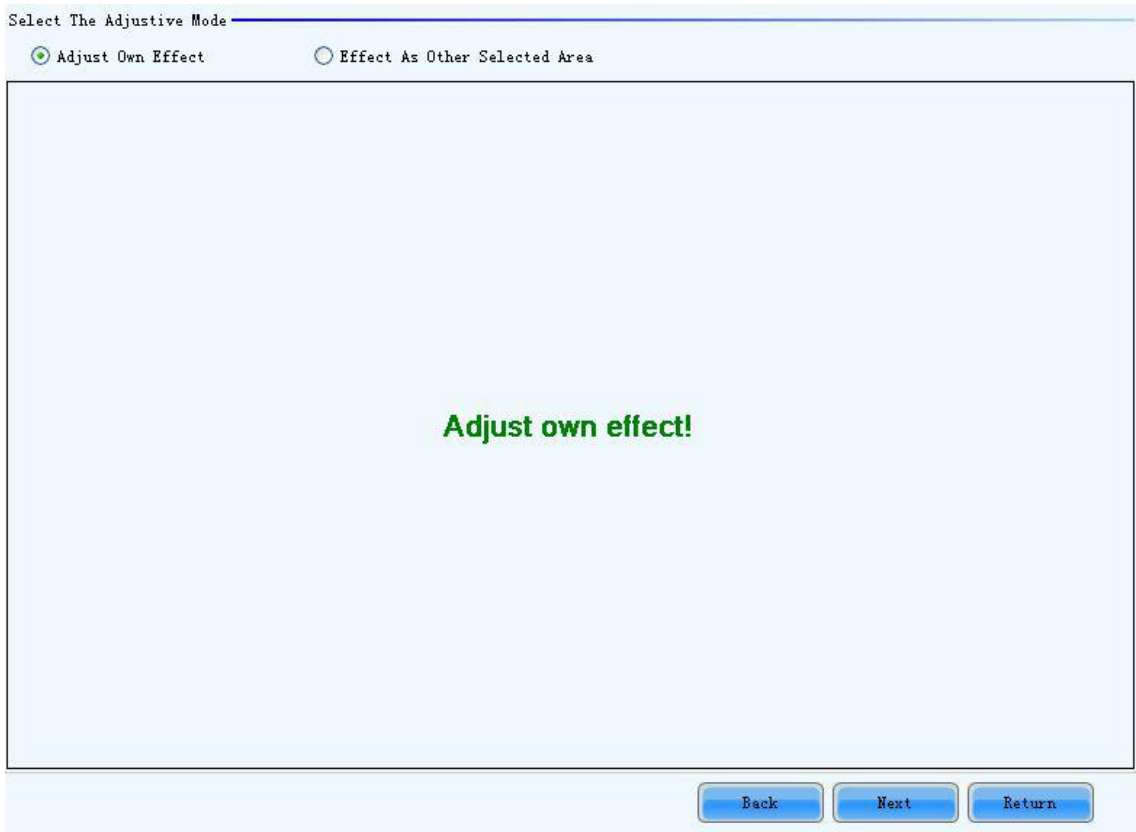 Select The Adjustive Mode
Adjust Own Effect Effect As Other Selected Area
Adjust own effect!
Back Next Return